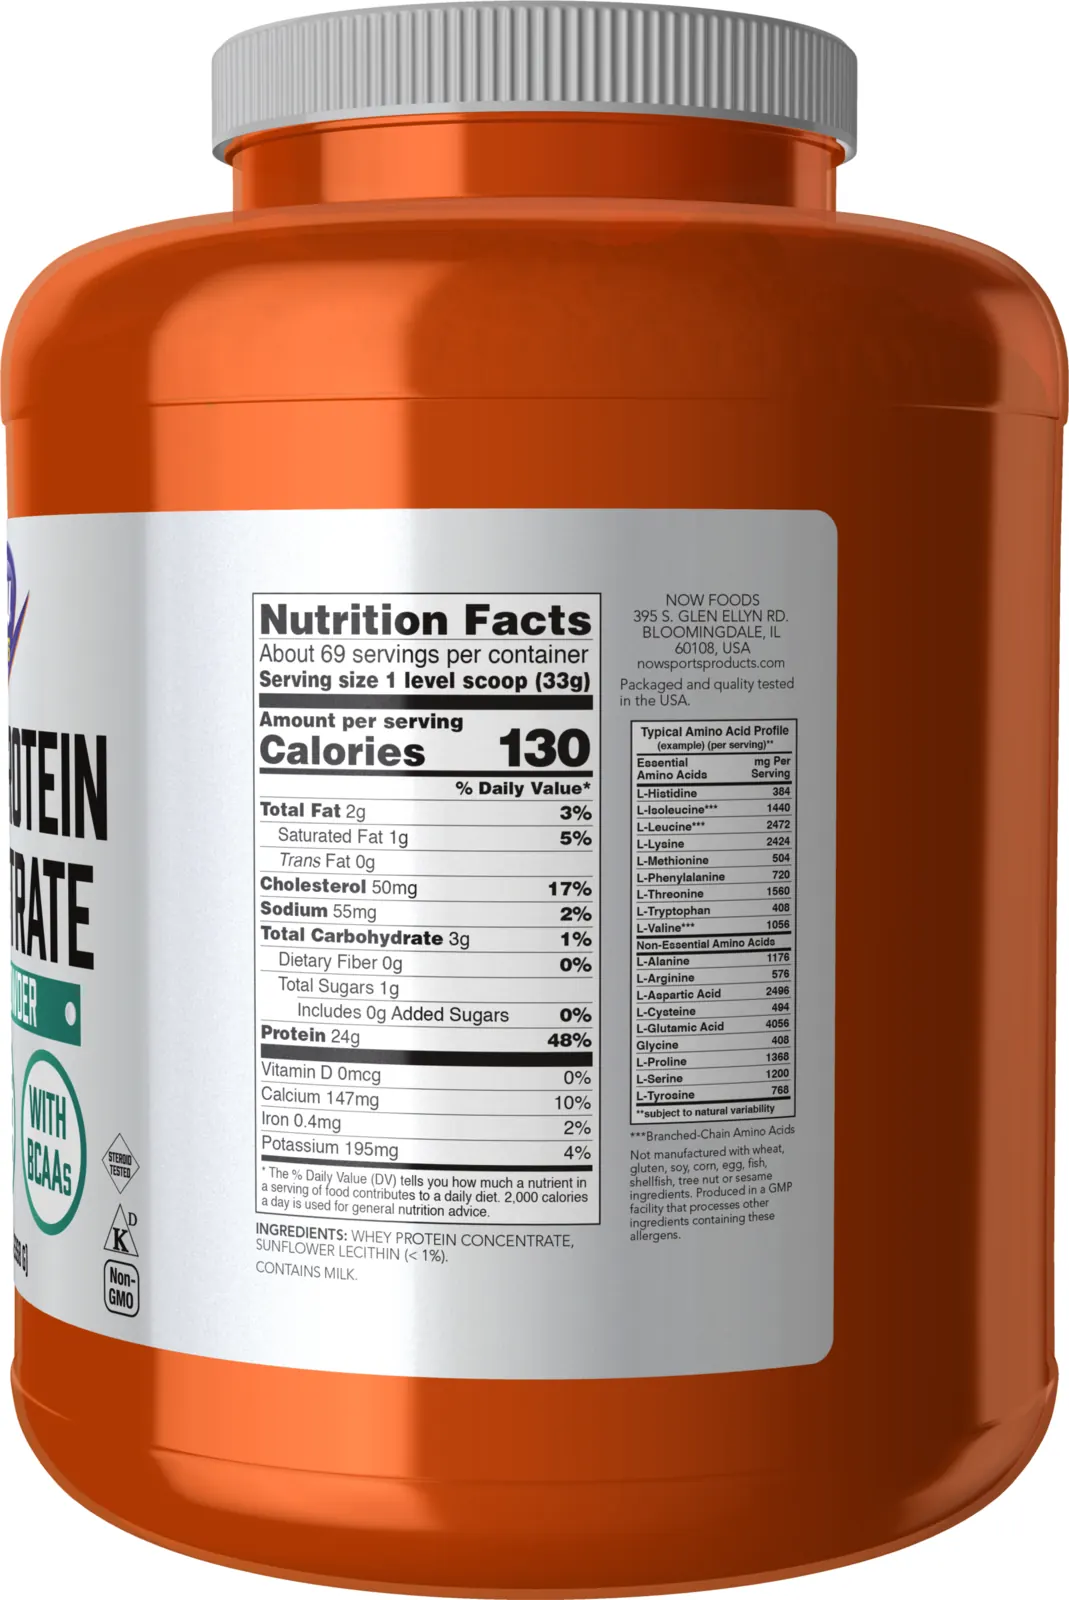 OTEIN
TRATE
WDER
WITH
BCAAs
STEROID
TESTED
K D
Non-
GMO
Nutrition Facts
About 69 servings per container
Serving size 1 level scoop (33g)
Amount per serving
Calories 130
% Daily Value*
Total Fat 2g 3%
Saturated Fat 1g 5%
Trans Fat 0g
Cholesterol 50mg 17%
Sodium 55mg 2%
Total Carbohydrate 3g 1%
Dietary Fiber 0g 0%
Total Sugars 1g
Includes 0g Added Sugars 0%
Protein 24g 48%
Vitamin D 0mcg 0%
Calcium 147mg 10%
Iron 0.4mg 2%
Potassium 195mg 4%
* The % Daily Value (DV) tells you how much a nutrient in
a serving of food contributes to a daily diet. 2,000 calories
a day is used for general nutrition advice.
INGREDIENTS: WHEY PROTEIN CONCENTRATE,
SUNFLOWER LECITHIN (< 1%).
CONTAINS MILK.
NOW FOODS
395 S. GLEN ELLYN RD.
BLOOMINGDALE, IL
60108, USA
nowsportsproducts.com
Packaged and quality tested
in the USA.
Typical Amino Acid Profile
(example) (per serving)**
Essential mg Per
Amino Acids Serving
L-Histidine 384
L-Isoleucine*** 1440
L-Leucine*** 2472
L-Lysine 2424
L-Methionine 504
L-Phenylalanine 720
L-Threonine 1560
L-Tryptophan 408
L-Valine*** 1056
Non-Essential Amino Acids
L-Alanine 1176
L-Arginine 576
L-Aspartic Acid 2496
L-Cysteine 494
L-Glutamic Acid 4056
Glycine 408
L-Proline 1368
L-Serine 1200
L-Tyrosine 768
**subject to natural variability
***Branched-Chain Amino Acids
Not manufactured with wheat,
gluten, soy, corn, egg, fish,
shellfish, tree nut or sesame
ingredients. Produced in a GMP
facility that processes other
ingredients containing these
allergens.